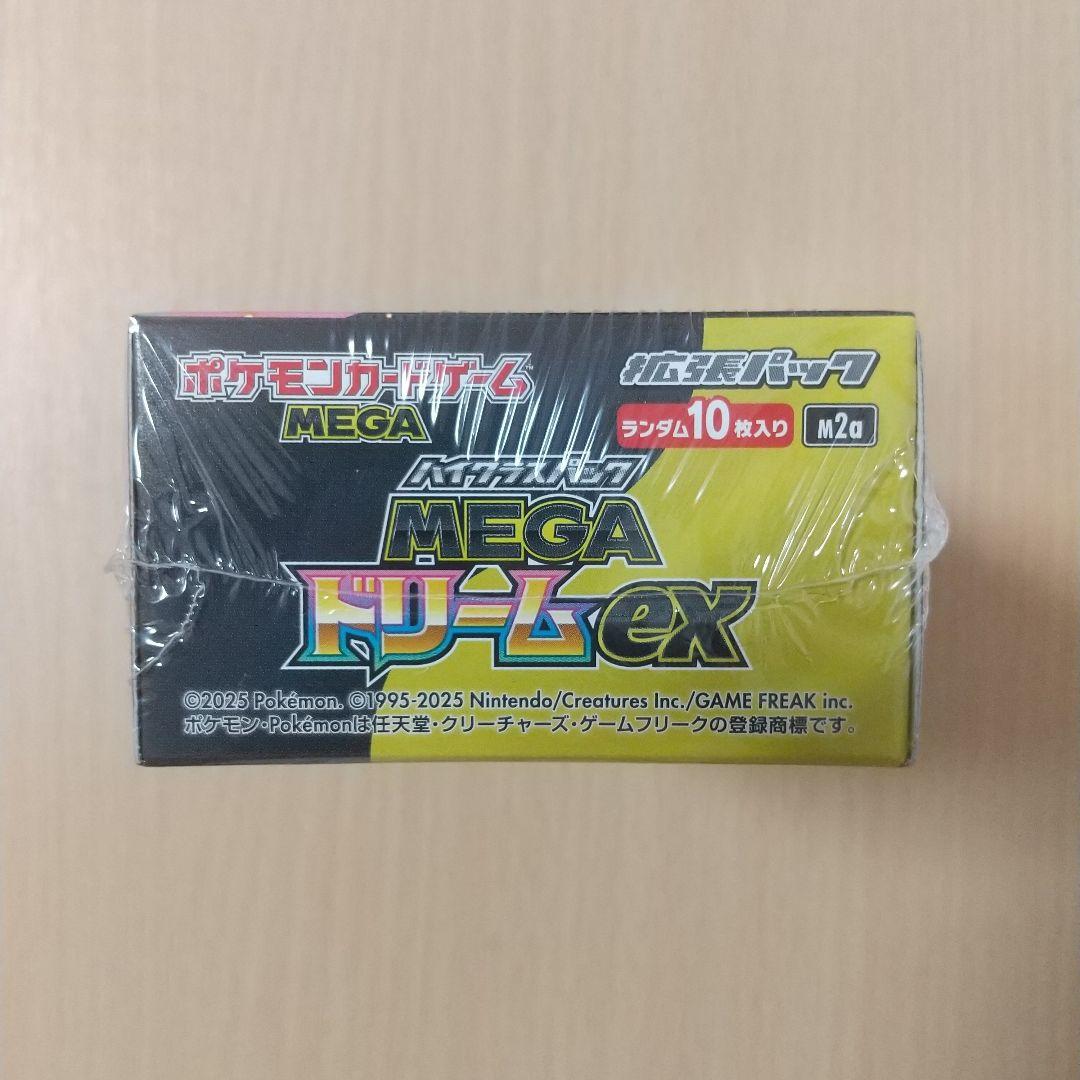 ポケモンカードゲーム
MEGA
拡張パック
ランダム10枚入り M2a
ハイクラスパック
MEGA
ドリームex
©2025 Pokémon. ©1995-2025 Nintendo/Creatures Inc./GAME FREAK inc.
ポケモン・Pokémonは任天堂・クリーチャーズ・ゲームフリークの登録商標です。